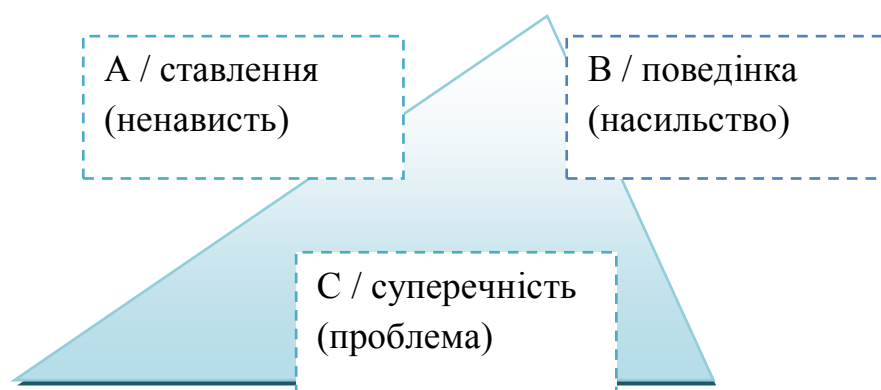 А / ставлення
(ненависть)
В / поведінка
(насильство)
С / суперечність
(проблема)